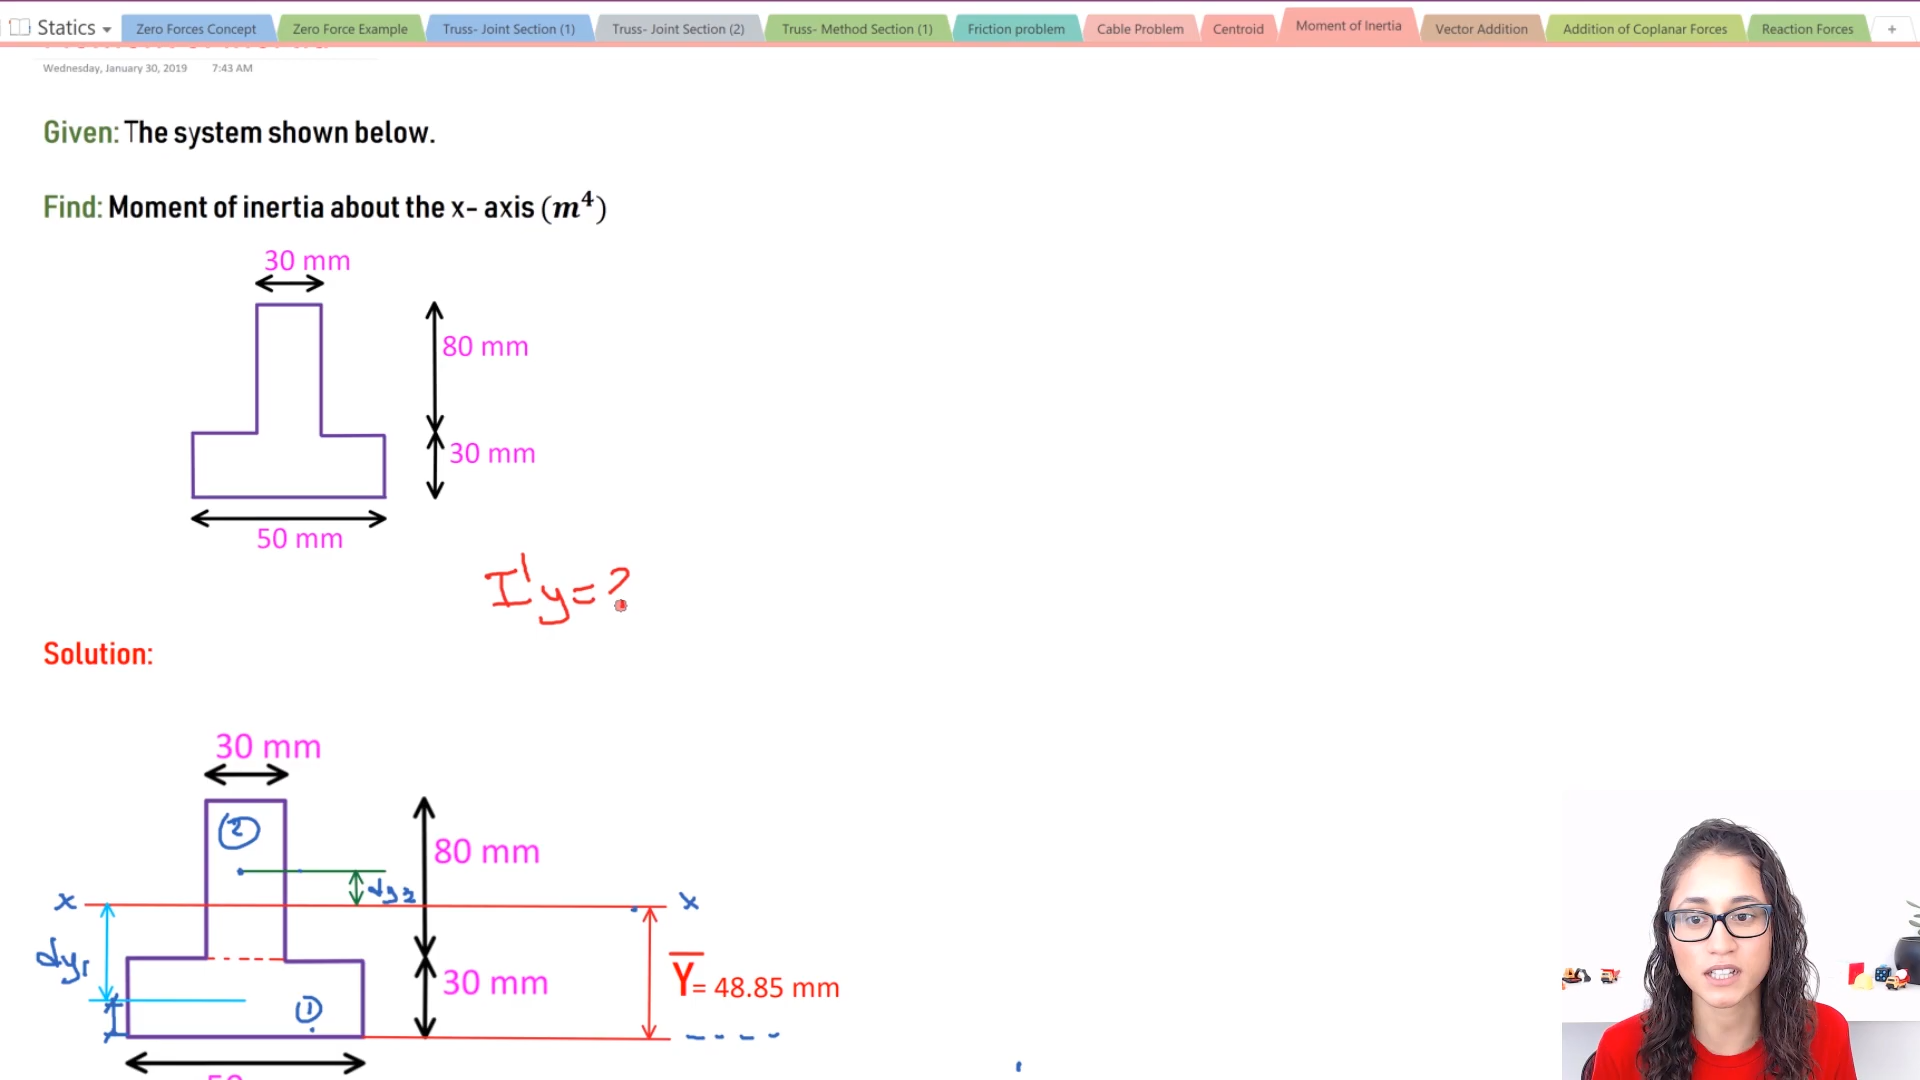 Statics
Zero Forces Concept
Zero Force Example
Truss- Joint Section (1)
Truss- Joint Section (2)
Truss- Method Section (1)
Friction problem
Cable Problem
Centroid
Moment of Inertia
Vector Addition
Addition of Coplanar Forces
Reaction Forces
+
Wednesday, January 30, 2019 7:43 AM
Given: The system shown below.
Find: Moment of inertia about the x- axis (m⁴)
30 mm
80 mm
30 mm
50 mm
I'y=?
Solution:
30 mm
②
80 mm
dy2
x
x
dy1
30 mm
①
Y̅= 48.85 mm